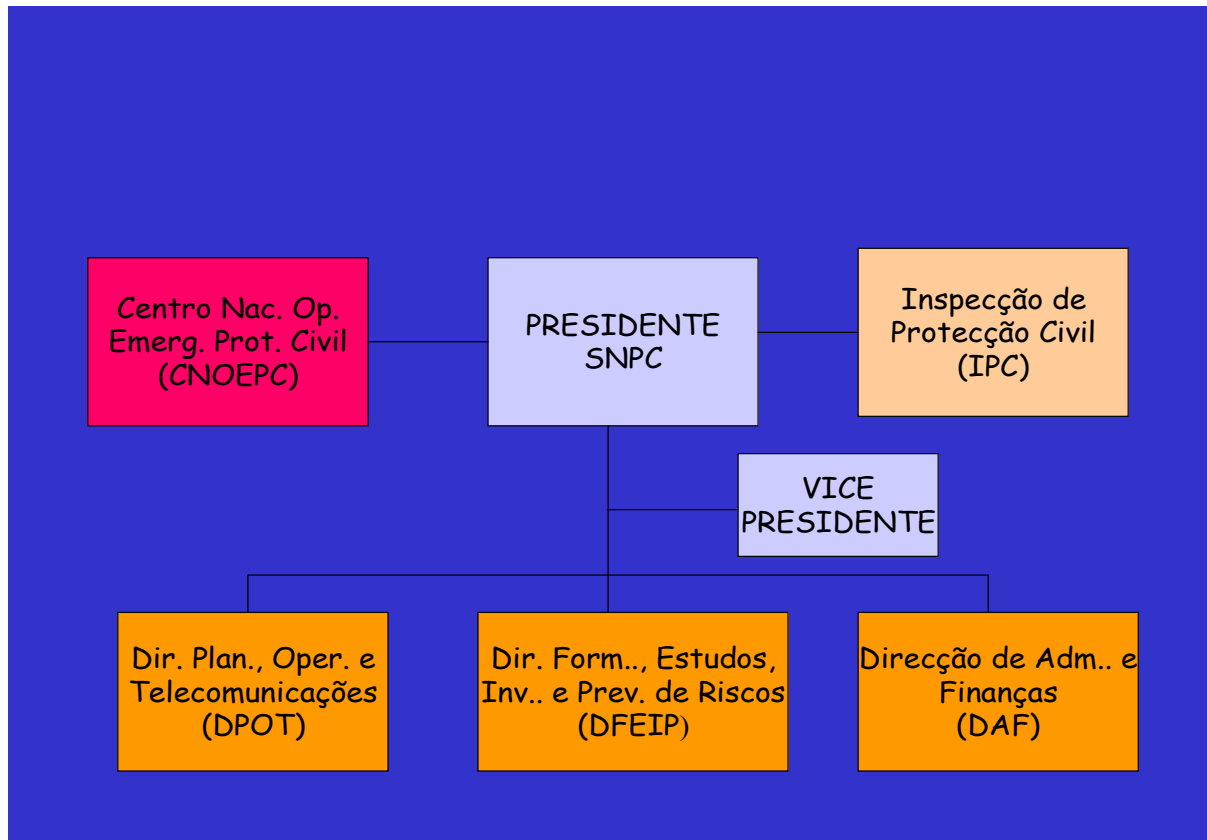 Centro Nac. Op.
Emerg. Prot. Civil
(CNOEPC)
PRESIDENTE
SNPC
Inspecção de
Protecção Civil
(IPC)
VICE
PRESIDENTE
Dir. Plan., Oper. e
Telecomunicações
(DPOT)
Dir. Form.., Estudos,
Inv.. e Prev. de Riscos
(DFEIP)
Direcção de Adm.. e
Finanças
(DAF)